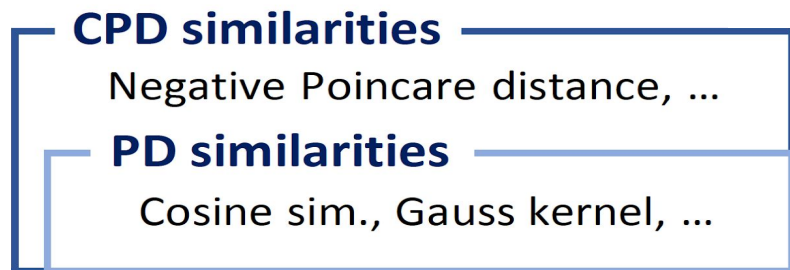 CPD similarities
Negative Poincare distance, ...
PD similarities
Cosine sim., Gauss kernel, ...